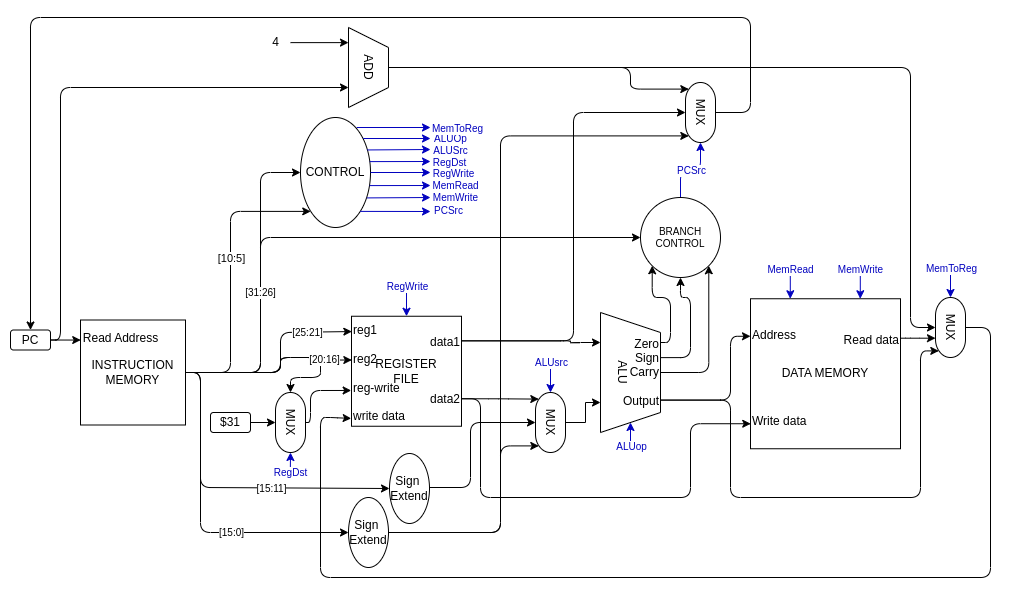 4
ADD
MUX
CONTROL
MemToReg
ALUOp
ALUSrc
RegDst
RegWrite
MemRead
MemWrite
PCSrc
PCSrc
BRANCH
CONTROL
[10:5]
[31:26]
RegWrite
MemRead
MemWrite
MemToReg
PC
Read Address
INSTRUCTION
MEMORY
[25:21]
[20:16]
reg1
reg2
reg-write
write data
REGISTER
FILE
data1
data2
$31
MUX
RegDst
[15:11]
[15:0]
Sign
Extend
Sign
Extend
ALUsrc
MUX
ALU
Zero
Sign
Carry
Output
ALUop
Address
Read data
DATA MEMORY
Write data
MUX